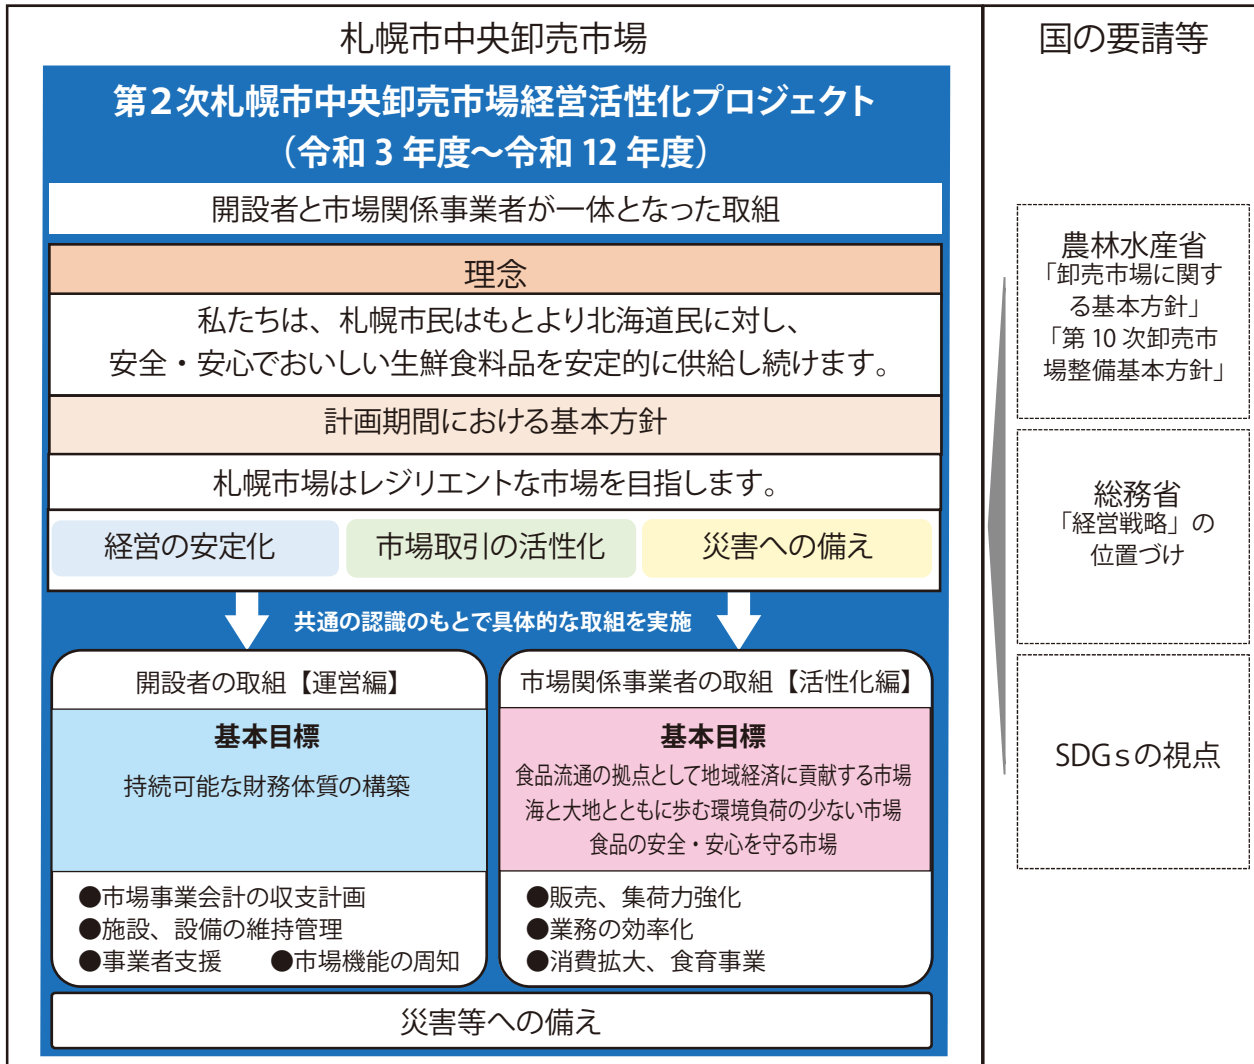 札幌市中央卸売市場
第２次札幌市中央卸売市場経営活性化プロジェクト
（令和 3 年度～令和 12 年度）
開設者と市場関係事業者が一体となった取組
理念
私たちは、札幌市民はもとより北海道民に対し、
安全・安心でおいしい生鮮食料品を安定的に供給し続けます。
計画期間における基本方針
札幌市場はレジリエントな市場を目指します。
経営の安定化
市場取引の活性化
災害への備え
共通の認識のもとで具体的な取組を実施
開設者の取組【運営編】
基本目標
持続可能な財務体質の構築
●市場事業会計の収支計画
●施設、設備の維持管理
●事業者支援　　●市場機能の周知
市場関係事業者の取組【活性化編】
基本目標
食品流通の拠点として地域経済に貢献する市場
海と大地とともに歩む環境負荷の少ない市場
食品の安全・安心を守る市場
●販売、集荷力強化
●業務の効率化
●消費拡大、食育事業
災害等への備え
国の要請等
農林水産省
「卸売市場に関す
る基本方針」
「第 10 次卸売市
場整備基本方針」
総務省
「経営戦略」の
位置づけ
SDGｓの視点